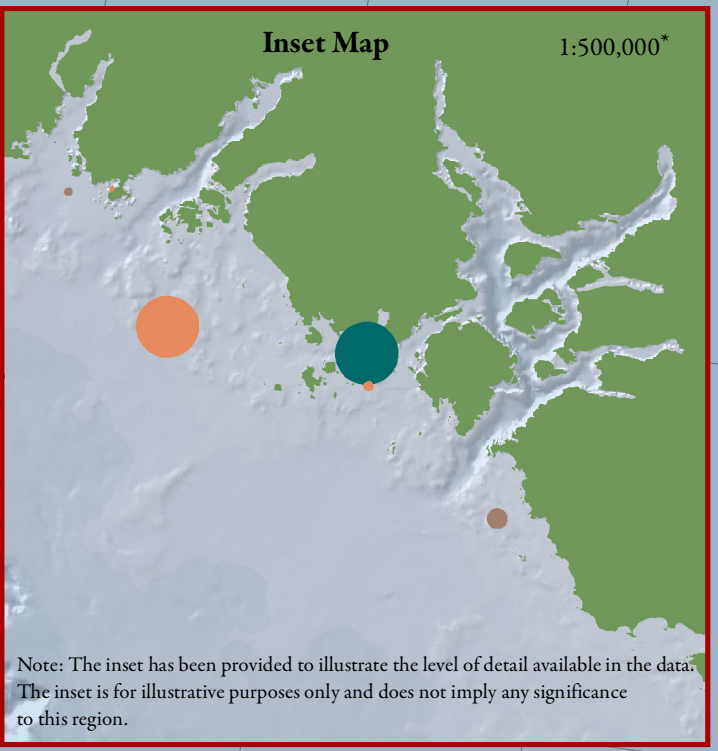 Inset Map
1:500,000*
Note: The inset has been provided to illustrate the level of detail available in the data.
The inset is for illustrative purposes only and does not imply any significance
to this region.